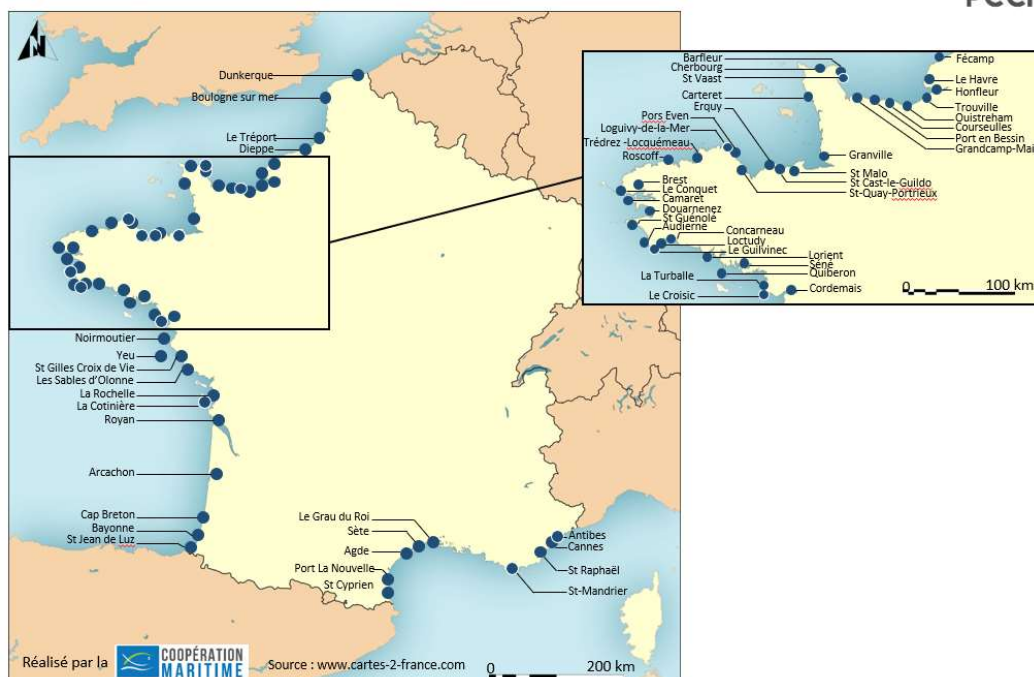 N
Dunkerque
Boulogne sur mer
Le Tréport
Dieppe
Noirmoutier
Yeu
St Gilles Croix de Vie
Les Sables d'Olonne
La Rochelle
La Cotinière
Royan
Arcachon
Cap Breton
Bayonne
St Jean de Luz
Le Grau du Roi
Sète
Agde
Port La Nouvelle
St Cyprien
Antibes
Cannes
St Raphaël
St-Mandrier
Barfleur
Cherbourg
St Vaast
Carteret
Erquy
Pors Even
Loguivy-de-la-Mer
Trédrez -Locquémeau
Roscoff
Brest
Le Conquet
Camaret
Douarnenez
St Guénolé
Audierne
Concarneau
Loctudy
Le Guilvinec
Lorient
Séné
Quiberon
La Turballe
Le Croisic
Cordemais
Fécamp
Le Havre
Honfleur
Trouville
Ouistreham
Courseulles
Port en Bessin
Grandcamp-Mai
Granville
St Malo
St Cast-le-Guildo
St-Quay-Portrieux
0 100 km
Réalisé par la
COOPÉRATION
MARITIME
Source : www.cartes-2-france.com
0 200 km